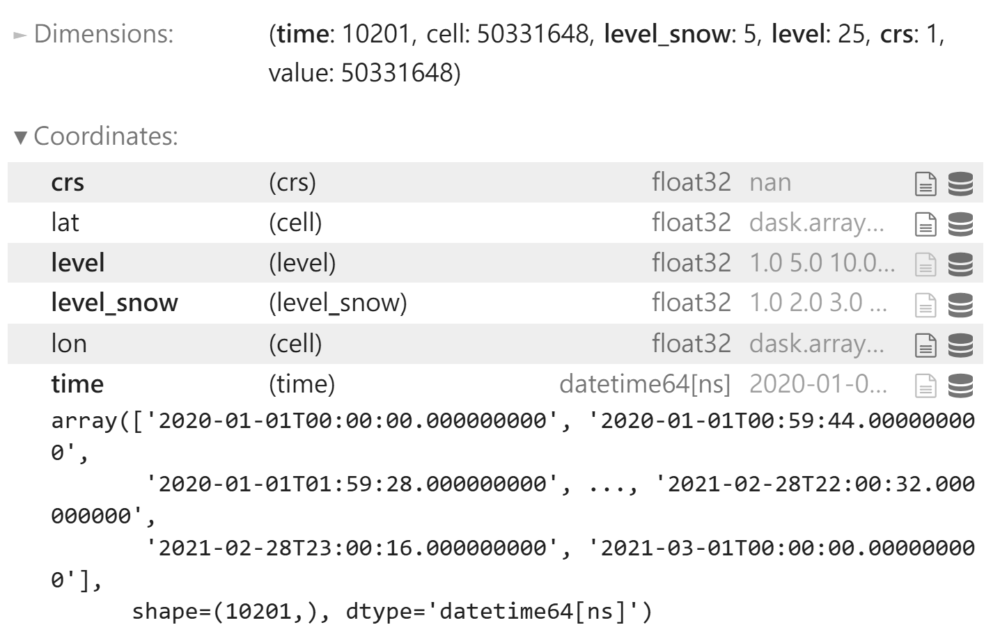 ► Dimensions: (time: 10201, cell: 50331648, level_snow: 5, level: 25, crs: 1,
value: 50331648)
▼ Coordinates:
crs (crs) float32 nan
lat (cell) float32 dask.array...
level (level) float32 1.0 5.0 10.0...
level_snow (level_snow) float32 1.0 2.0 3.0 ...
lon (cell) float32 dask.array...
time (time) datetime64[ns] 2020-01-0...
array(['2020-01-01T00:00:00.000000000', '2020-01-01T00:59:44.00000000
0',
'2020-01-01T01:59:28.000000000', ..., '2021-02-28T22:00:32.000
000000',
'2021-02-28T23:00:16.000000000', '2021-03-01T00:00:00.00000000
0'],
shape=(10201,), dtype='datetime64[ns]')